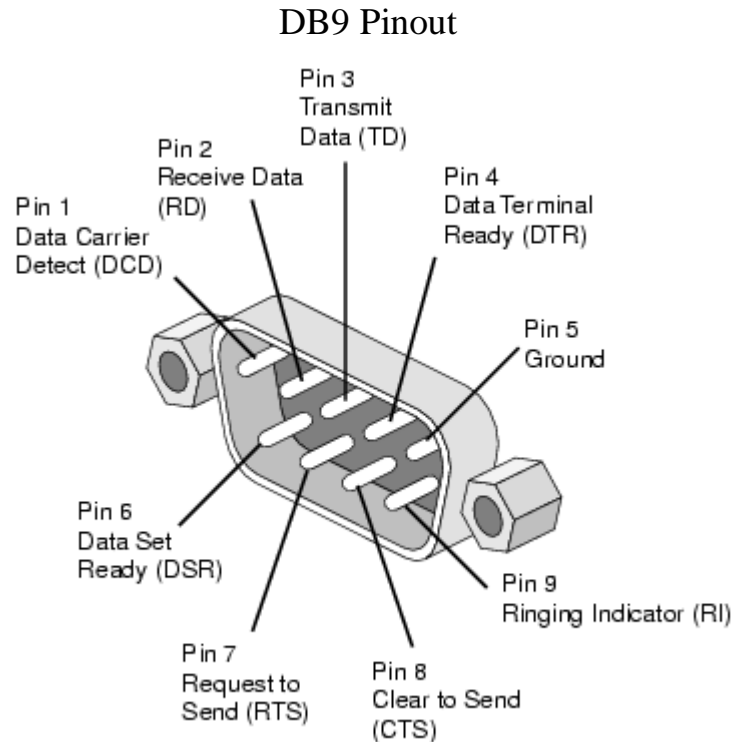 DB9 Pinout
Pin 3
Transmit
Data (TD)
Pin 2
Receive Data
(RD)
Pin 4
Data Terminal
Ready (DTR)
Pin 1
Data Carrier
Detect (DCD)
Pin 5
Ground
Pin 6
Data Set
Ready (DSR)
Pin 9
Ringing Indicator (RI)
Pin 7
Request to
Send (RTS)
Pin 8
Clear to Send
(CTS)